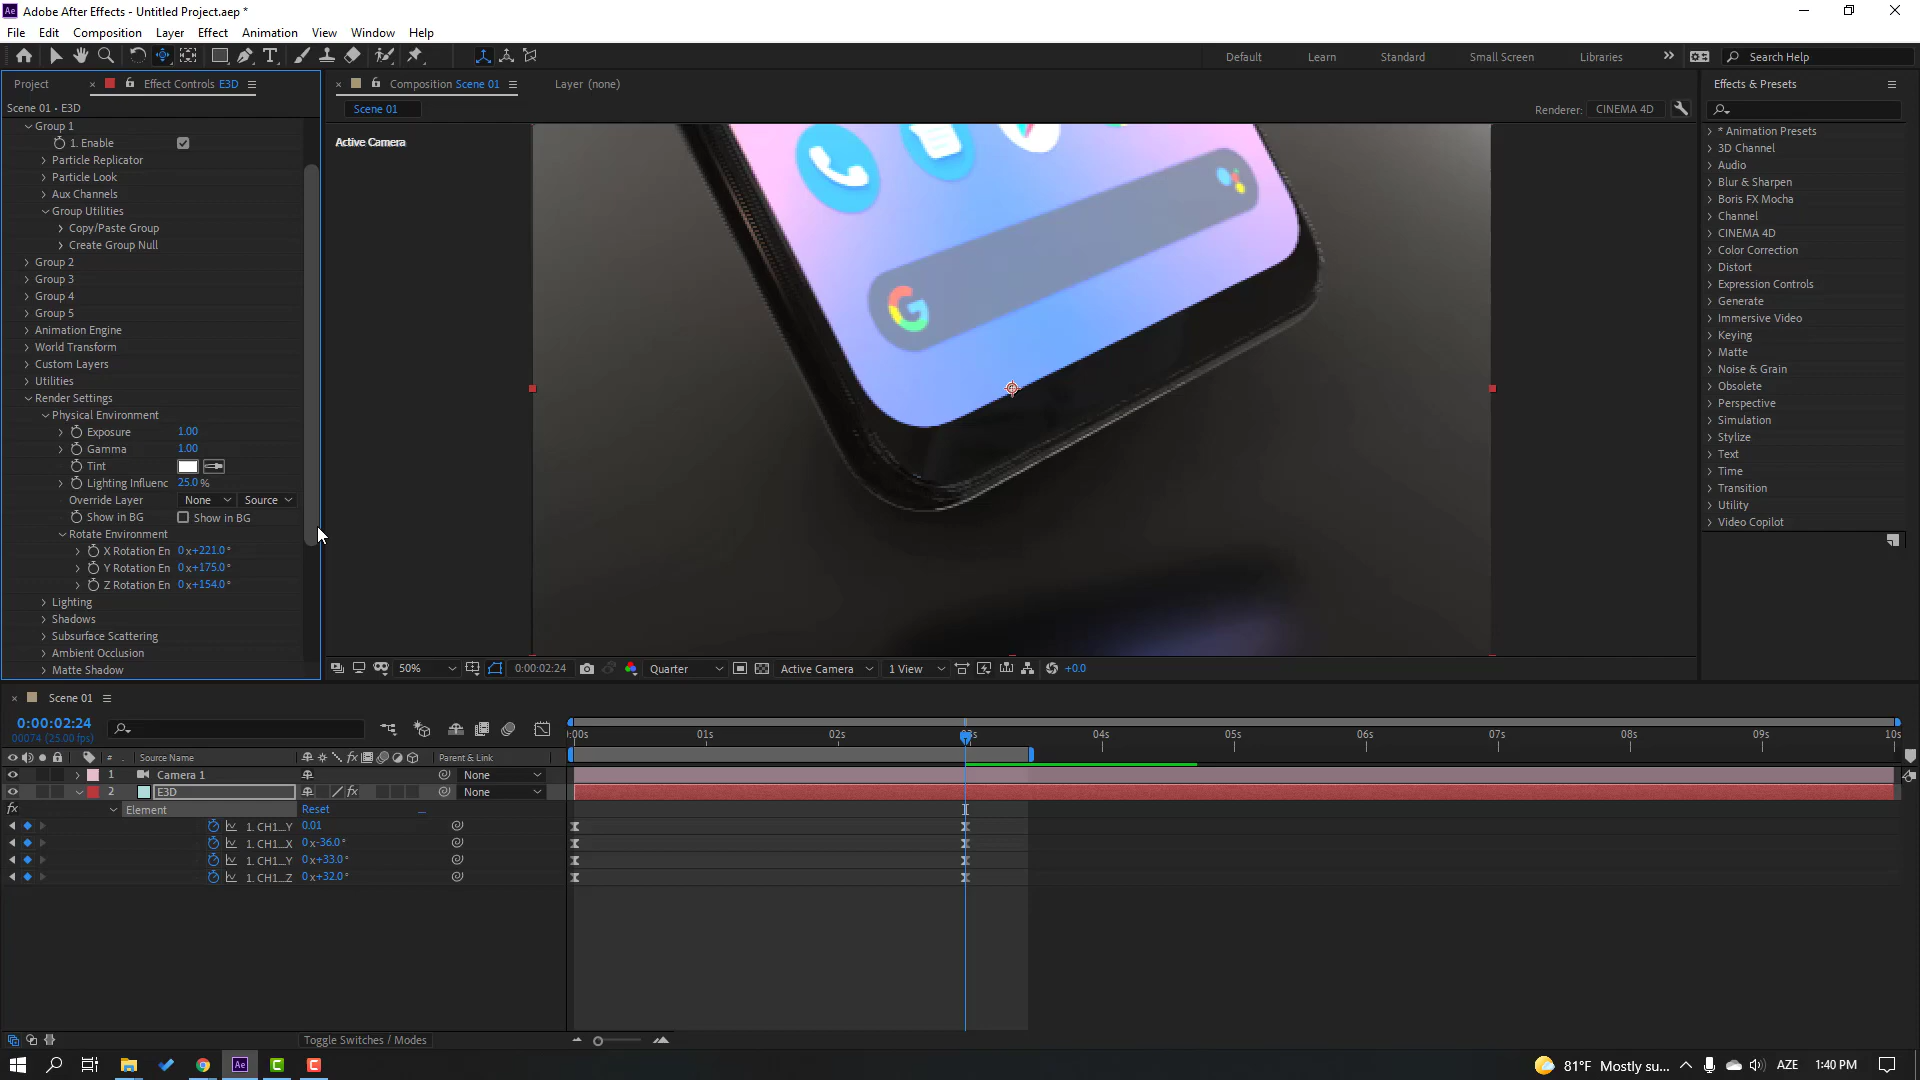 Adobe After Effects - Untitled Project.aep *
File Edit Composition Layer Effect Animation View Window Help
Default Learn Standard Small Screen Libraries Search Help
Project Effect Controls E3D Composition Scene 01 Layer (none) Effects & Presets
Scene 01 • E3D
Scene 01 Renderer: CINEMA 4D
Active Camera
Group 1
1. Enable
Particle Replicator
Particle Look
Aux Channels
Group Utilities
Copy/Paste Group
Create Group Null
Group 2
Group 3
Group 4
Group 5
Animation Engine
World Transform
Custom Layers
Utilities
Render Settings
Physical Environment
Exposure 1.00
Gamma 1.00
Tint
Lighting Influenc 25.0 %
Override Layer None Source
Show in BG Show in BG
Rotate Environment
X Rotation En 0 x+221.0 °
Y Rotation En 0 x+175.0 °
Z Rotation En 0 x+154.0 °
Lighting
Shadows
Subsurface Scattering
Ambient Occlusion
Matte Shadow
G
* Animation Presets
3D Channel
Audio
Blur & Sharpen
Boris FX Mocha
Channel
CINEMA 4D
Color Correction
Distort
Expression Controls
Generate
Immersive Video
Keying
Matte
Noise & Grain
Obsolete
Perspective
Simulation
Stylize
Text
Time
Transition
Utility
Video Copilot
50% 0:00:02:24 Quarter Active Camera 1 View +0.0
Scene 01
0:00:02:24
00074 (25.00 fps)
:00s 01s 02s 03s 04s 05s 06s 07s 08s 09s 10s
# . Source Name Parent & Link
1 Camera 1 None
2 E3D None
fx Element Reset
1. CH1...Y 0.01
1. CH1...X 0 x-36.0 °
1. CH1...Y 0 x+33.0 °
1. CH1...Z 0 x+32.0 °
Toggle Switches / Modes
81°F Mostly su... AZE 1:40 PM